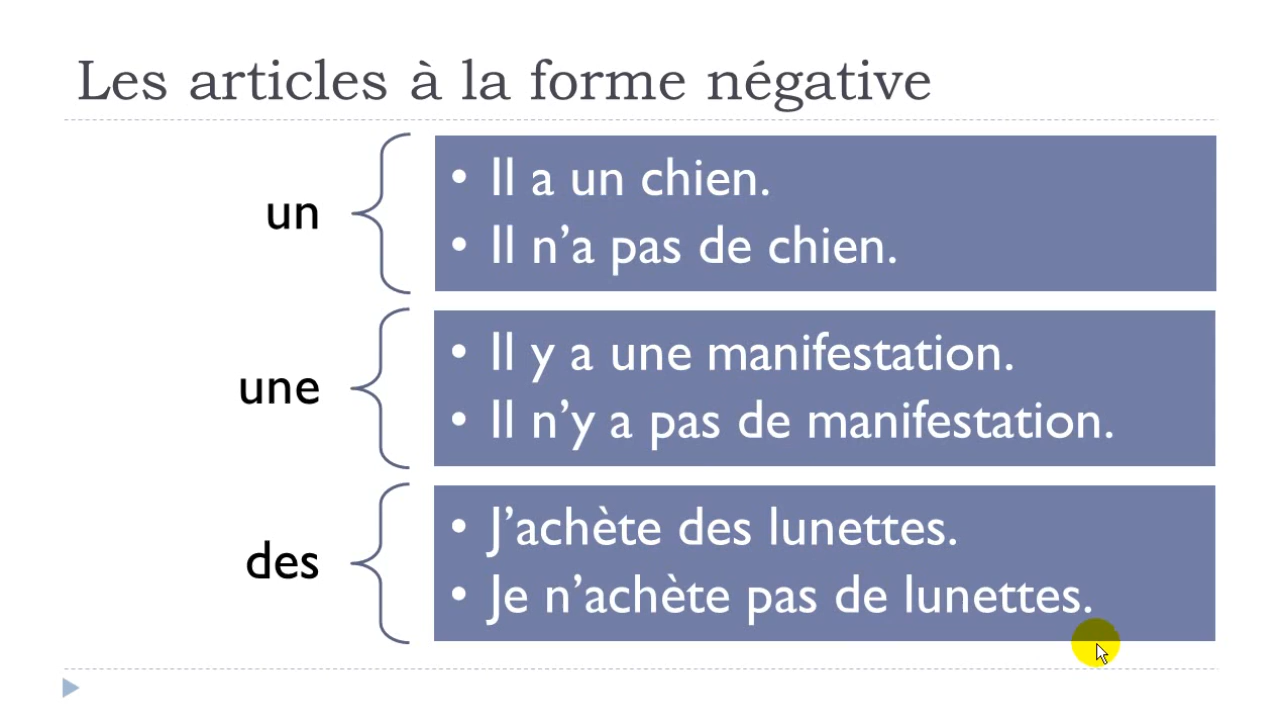 Les articles à la forme négative
un
• Il a un chien.
• Il n’a pas de chien.
une
• Il y a une manifestation.
• Il n’y a pas de manifestation.
des
• J’achète des lunettes.
• Je n’achète pas de lunettes.